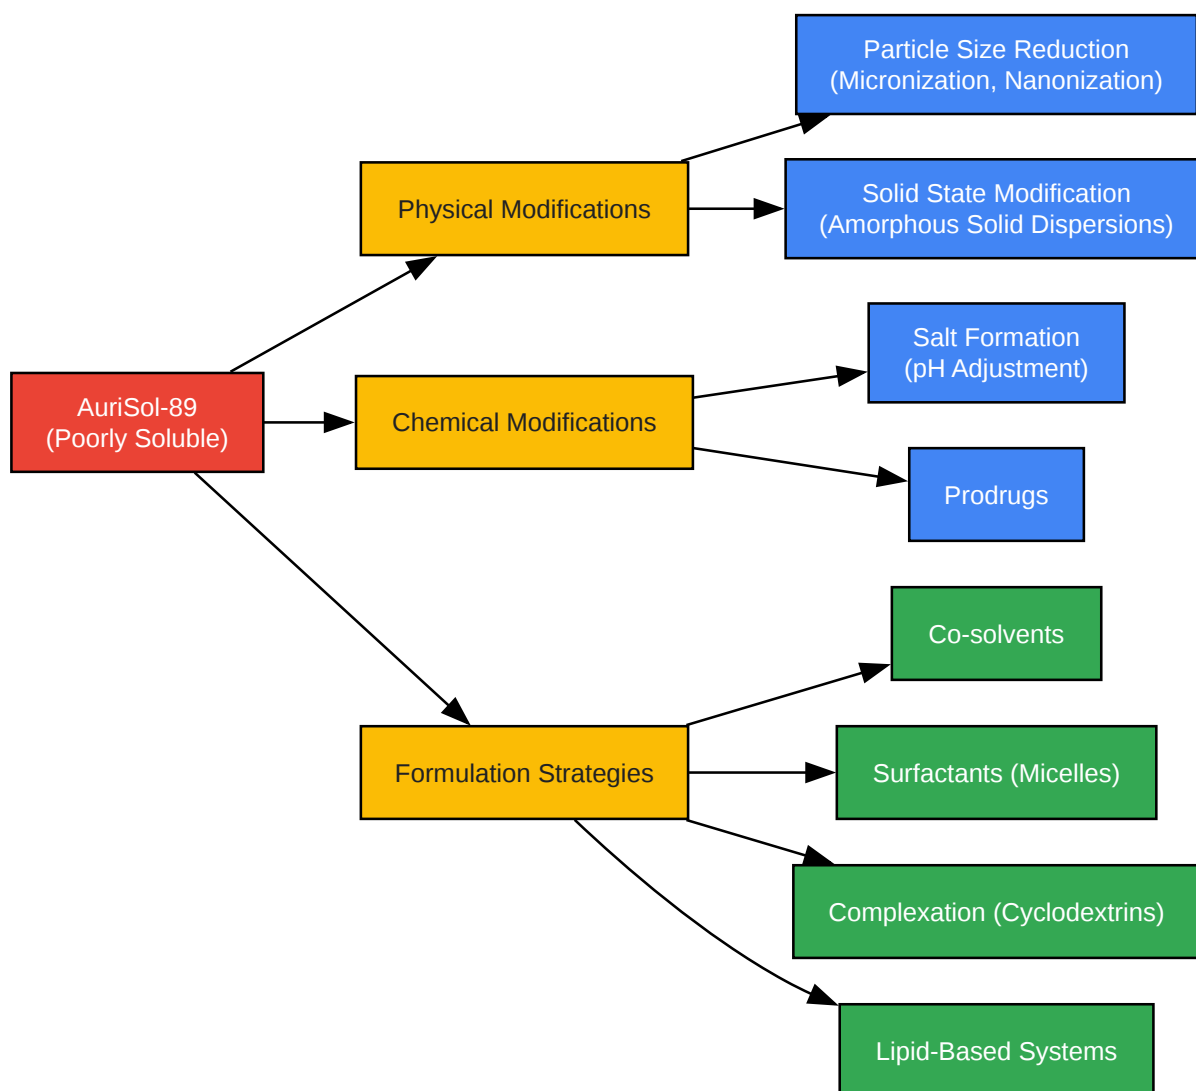 Particle Size Reduction
(Micronization, Nanonization)
Solid State Modification
(Amorphous Solid Dispersions)
Physical Modifications
Salt Formation
(pH Adjustment)
AuriSol-89
(Poorly Soluble)
Chemical Modifications
Prodrugs
Co-solvents
Formulation Strategies
Surfactants (Micelles)
Complexation (Cyclodextrins)
Lipid-Based Systems